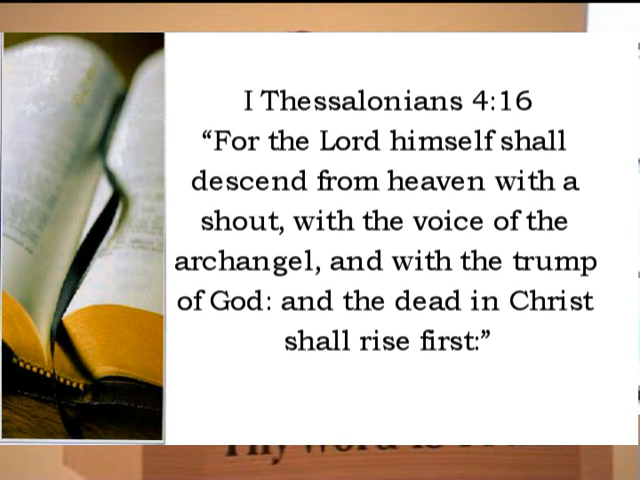 I Thessalonians 4:16
“For the Lord himself shall
descend from heaven with a
shout, with the voice of the
archangel, and with the trump
of God: and the dead in Christ
shall rise first:”